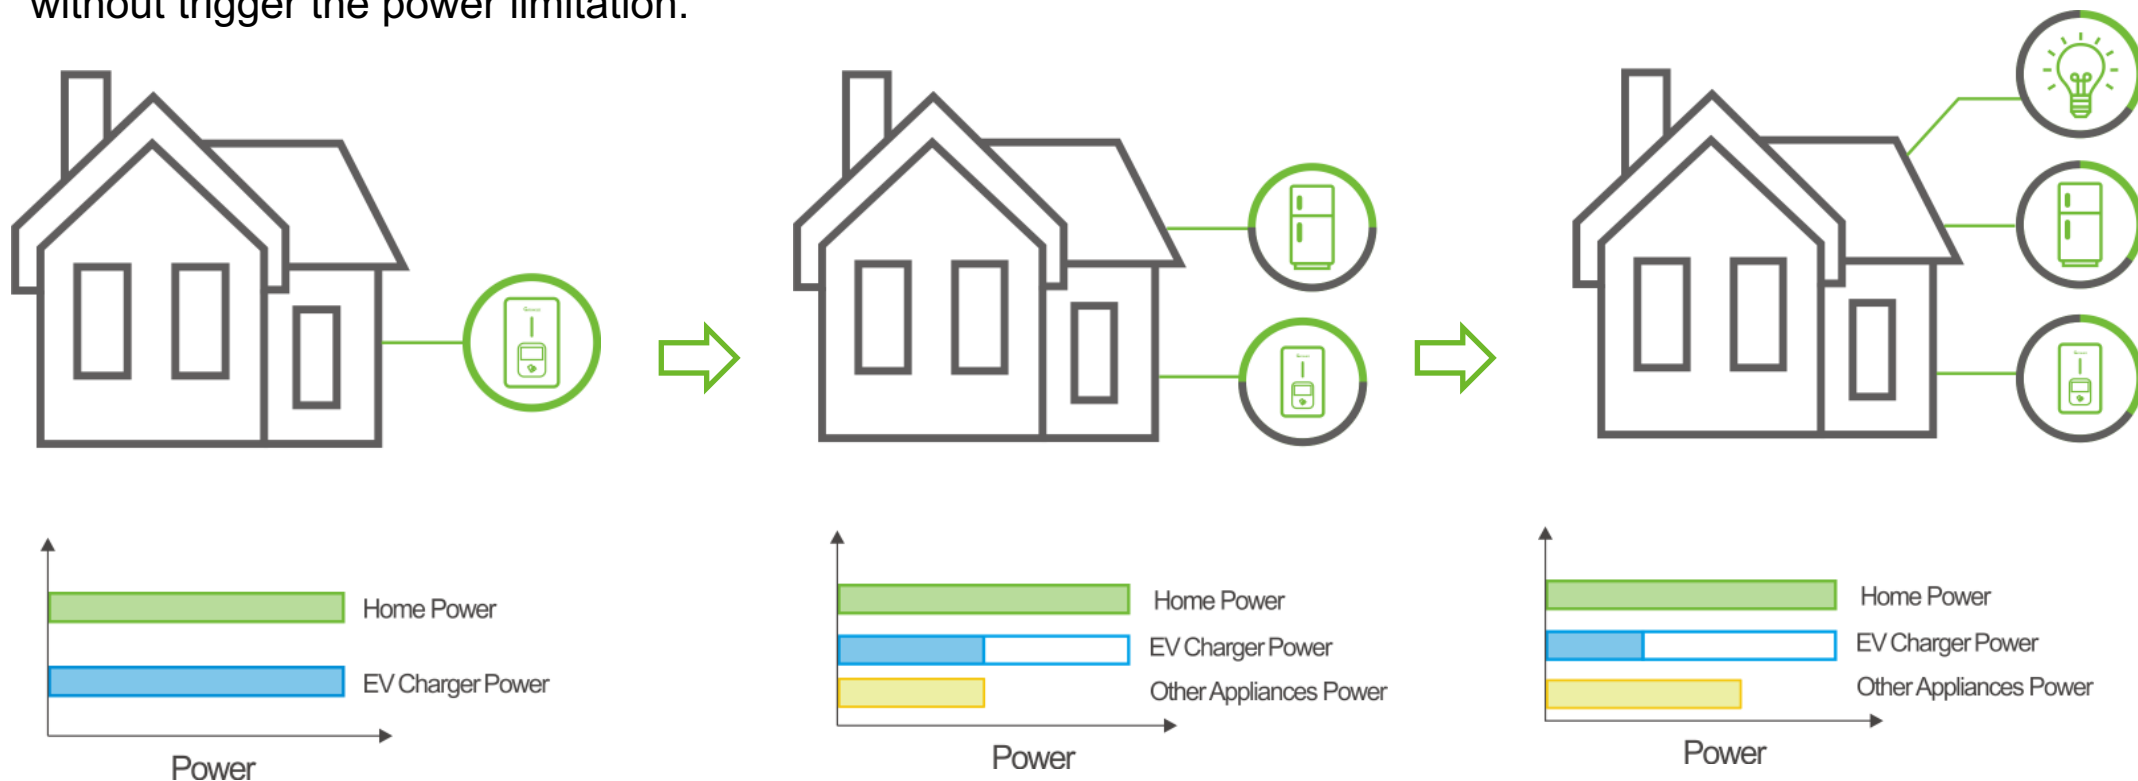 without trigger the power limitation.
Home Power
EV Charger Power
Power
Home Power
EV Charger Power
Other Appliances Power
Power
Home Power
EV Charger Power
Other Appliances Power
Power